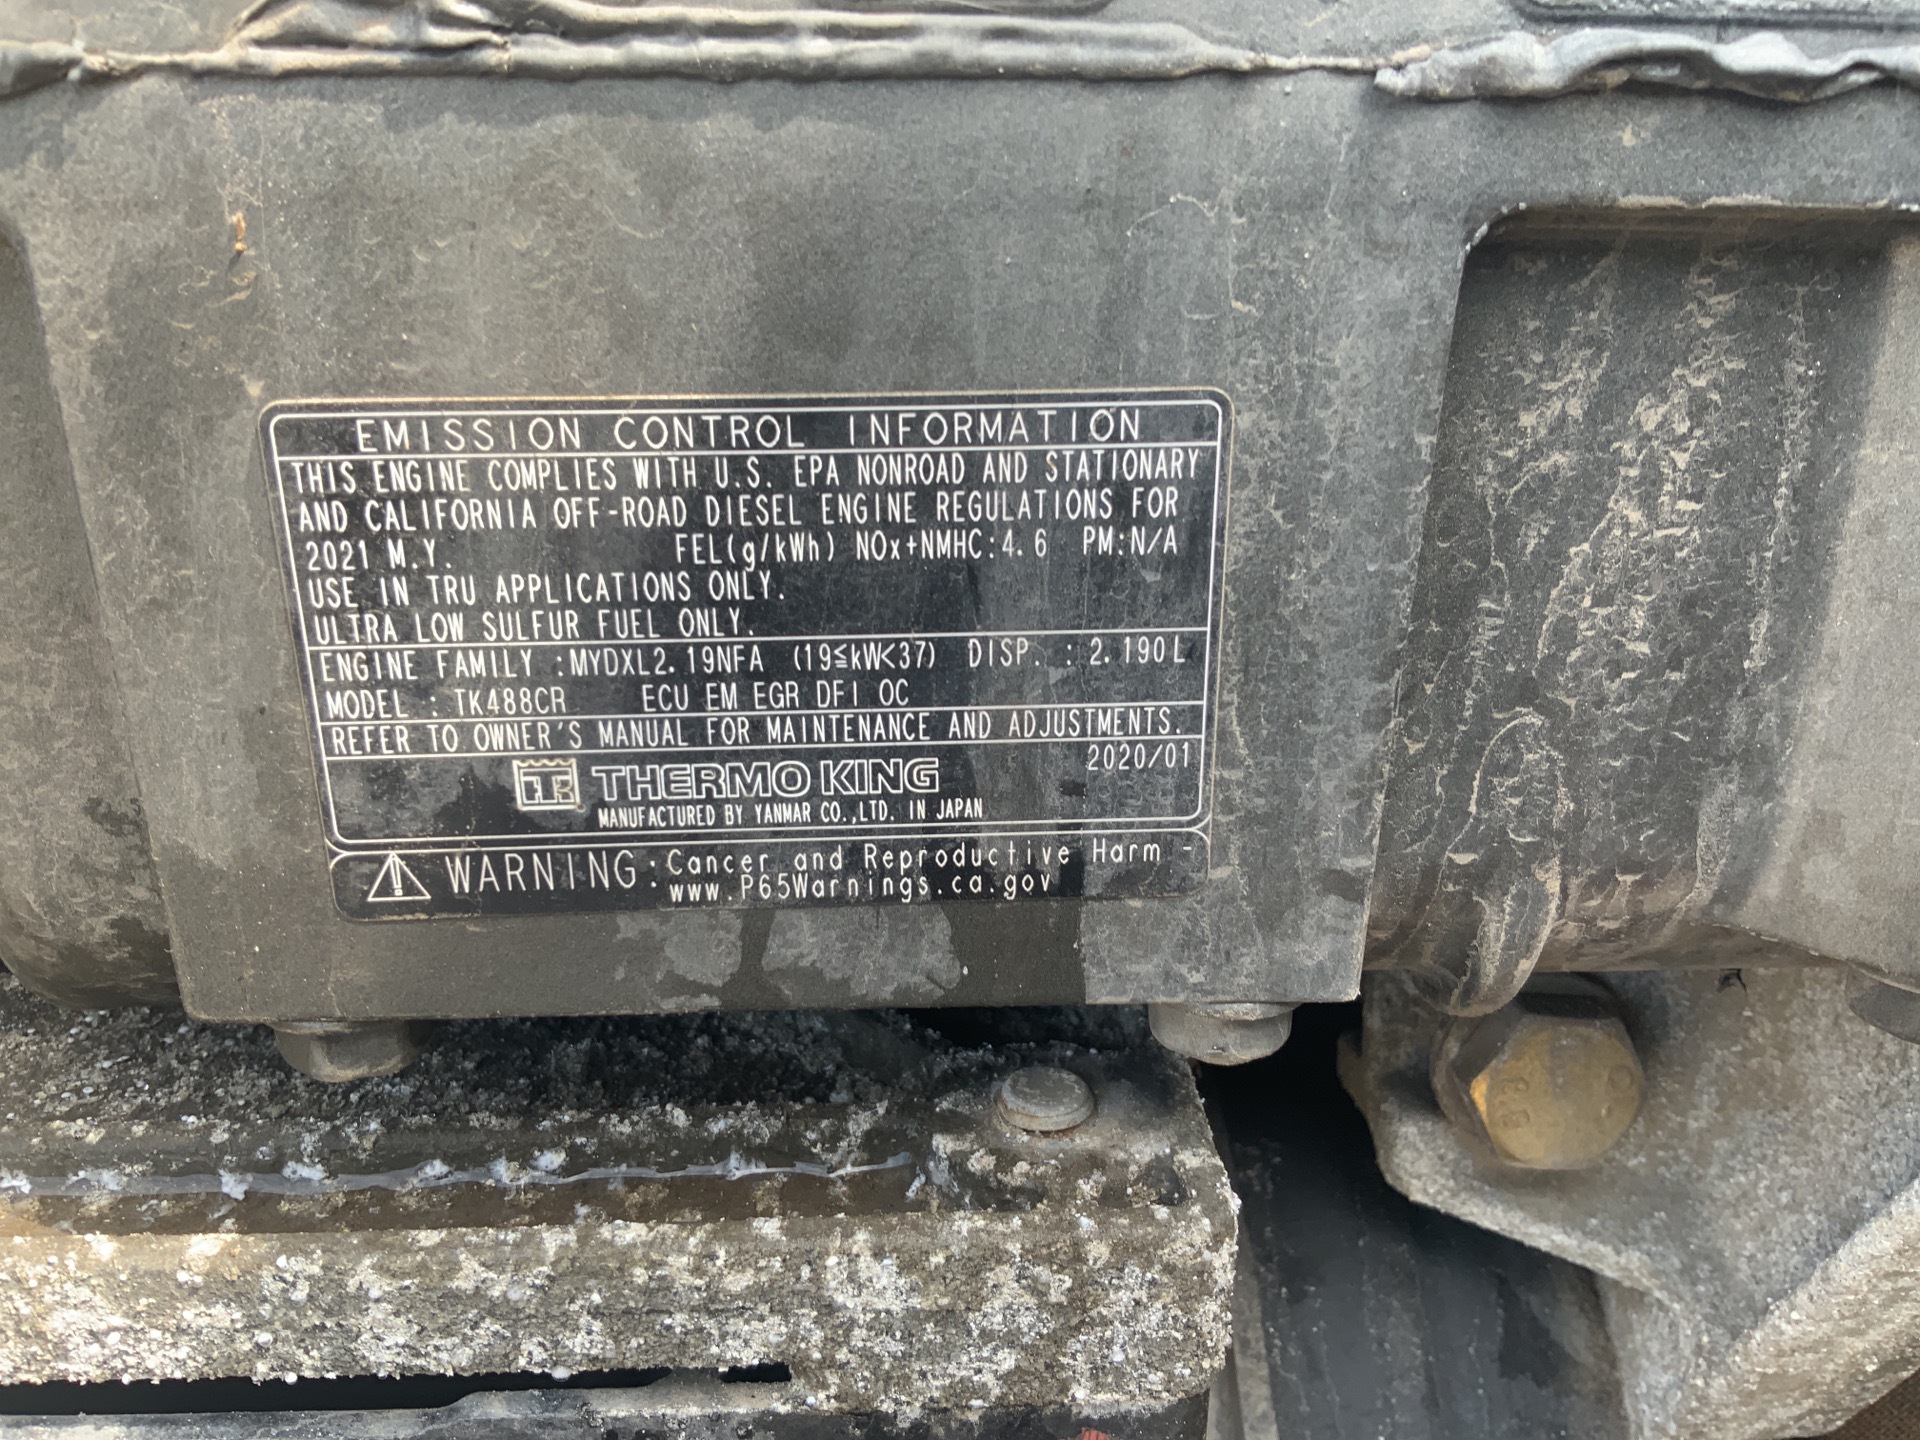 EMISSION CONTROL INFORMATION
THIS ENGINE COMPLIES WITH U.S. EPA NONROAD AND STATIONARY
AND CALIFORNIA OFF-ROAD DIESEL ENGINE REGULATIONS FOR
2021 M.Y. FEL(g/kWh) NOx+NMHC:4.6 PM:N/A
USE IN TRU APPLICATIONS ONLY.
ULTRA LOW SULFUR FUEL ONLY.
ENGINE FAMILY :MYDXL2.19NFA (19≦kW<37) DISP. : 2.190L
MODEL : TK488CR ECU EM EGR DFI OC
REFER TO OWNER'S MANUAL FOR MAINTENANCE AND ADJUSTMENTS.
2020/01
TK THERMO KING
MANUFACTURED BY YANMAR CO.,LTD. IN JAPAN
WARNING: Cancer and Reproductive Harm -
www.P65Warnings.ca.gov